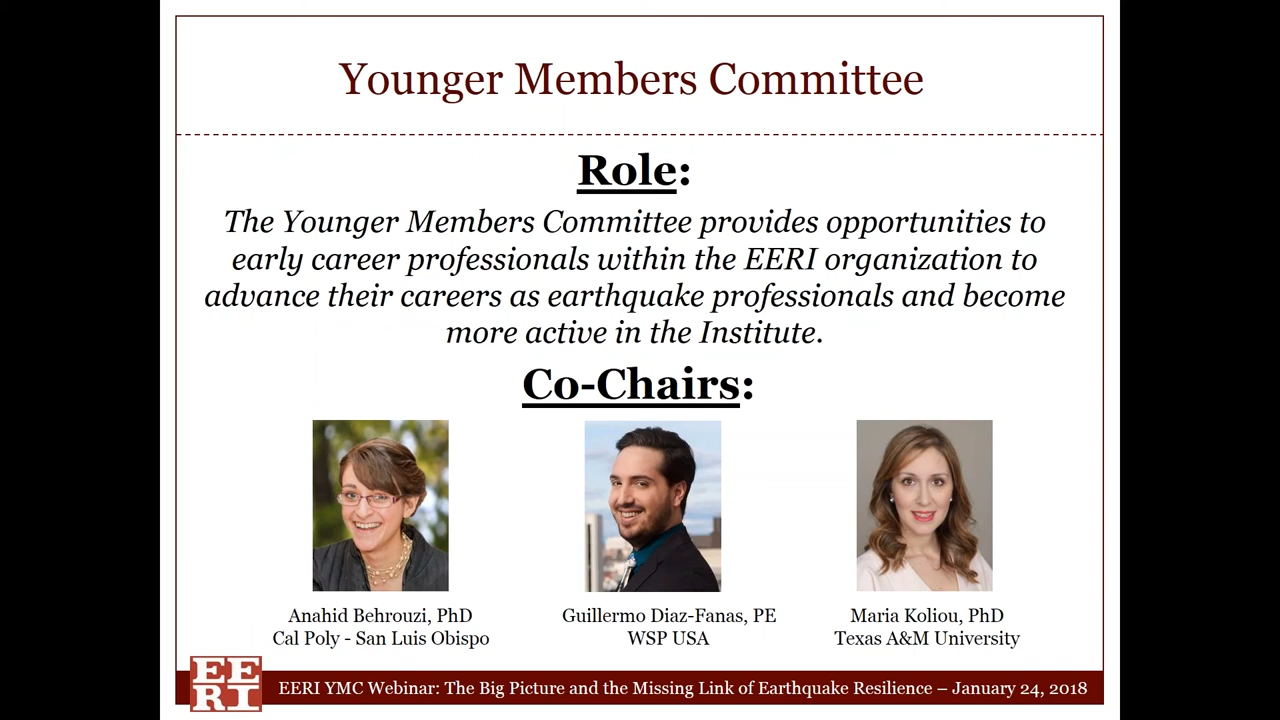 Younger Members Committee
Role:
The Younger Members Committee provides opportunities to
early career professionals within the EERI organization to
advance their careers as earthquake professionals and become
more active in the Institute.
Co-Chairs:
Anahid Behrouzi, PhD
Cal Poly - San Luis Obispo
Guillermo Diaz-Fanas, PE
WSP USA
Maria Koliou, PhD
Texas A&M University
EE
RI
EERI YMC Webinar: The Big Picture and the Missing Link of Earthquake Resilience – January 24, 2018